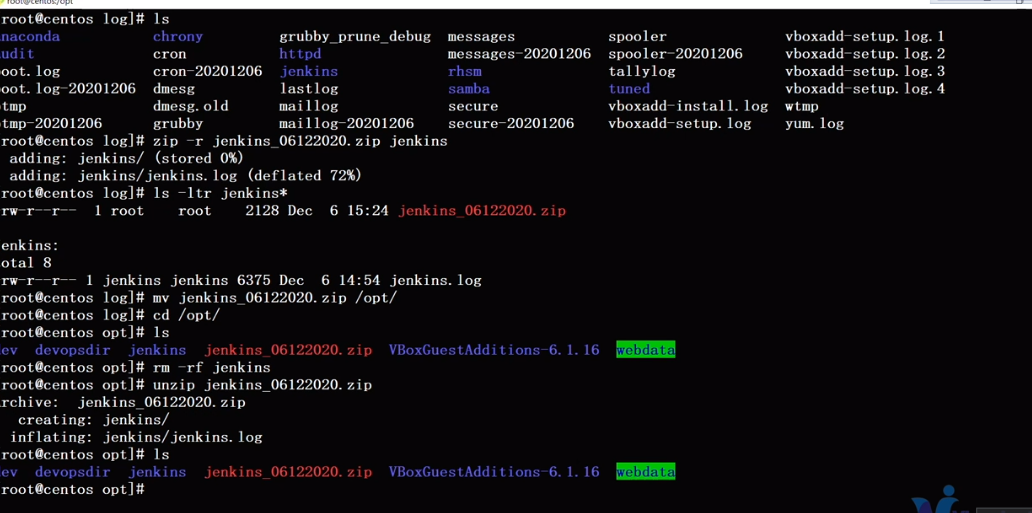 root@centos:/opt
root@centos log]# ls
naconda chrony grubby_prune_debug messages spooler vboxadd-setup.log.1
udit cron httpd messages-20201206 spooler-20201206 vboxadd-setup.log.2
oot.log cron-20201206 jenkins rhsm tallylog vboxadd-setup.log.3
oot.log-20201206 dmesg lastlog samba tuned vboxadd-setup.log.4
tmp dmesg.old maillog secure vboxadd-install.log wtmp
tmp-20201206 grubby maillog-20201206 secure-20201206 vboxadd-setup.log yum.log
root@centos log]# zip -r jenkins_06122020.zip jenkins
adding: jenkins/ (stored 0%)
adding: jenkins/jenkins.log (deflated 72%)
root@centos log]# ls -ltr jenkins*
rw-r--r-- 1 root root 2128 Dec 6 15:24 jenkins_06122020.zip
enkins:
otal 8
rw-r--r-- 1 jenkins jenkins 6375 Dec 6 14:54 jenkins.log
root@centos log]# mv jenkins_06122020.zip /opt/
root@centos log]# cd /opt/
root@centos opt]# ls
ev devopsdir jenkins jenkins_06122020.zip VBoxGuestAdditions-6.1.16 webdata
root@centos opt]# rm -rf jenkins
root@centos opt]# unzip jenkins_06122020.zip
rchive: jenkins_06122020.zip
creating: jenkins/
inflating: jenkins/jenkins.log
root@centos opt]# ls
ev devopsdir jenkins jenkins_06122020.zip VBoxGuestAdditions-6.1.16 webdata
root@centos opt]#